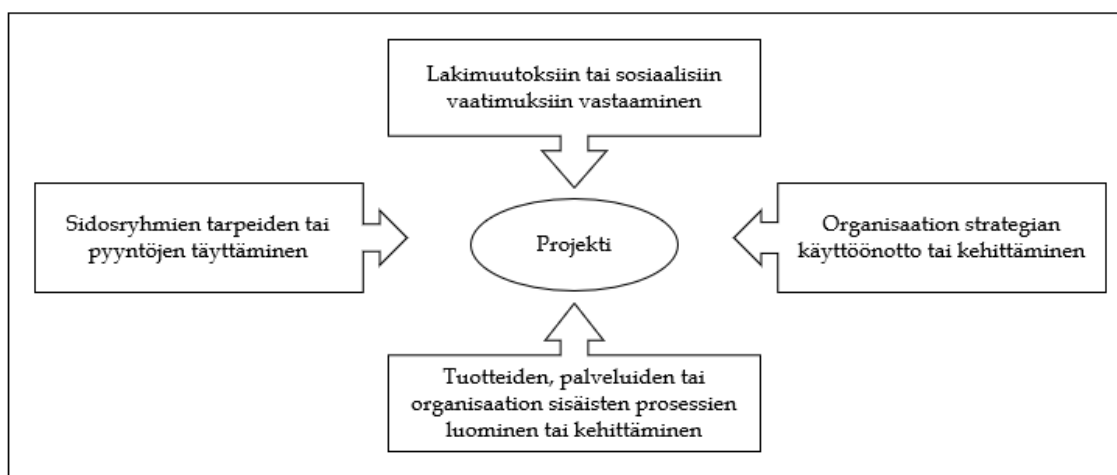 Lakimuutoksiin tai sosiaalisiin
vaatimuksiin vastaaminen
Sidosryhmien tarpeiden tai
pyyntöjen täyttäminen
Projekti
Organisaation strategian
käyttöönotto tai kehittäminen
Tuotteiden, palveluiden tai
organisaation sisäisten prosessien
luominen tai kehittäminen